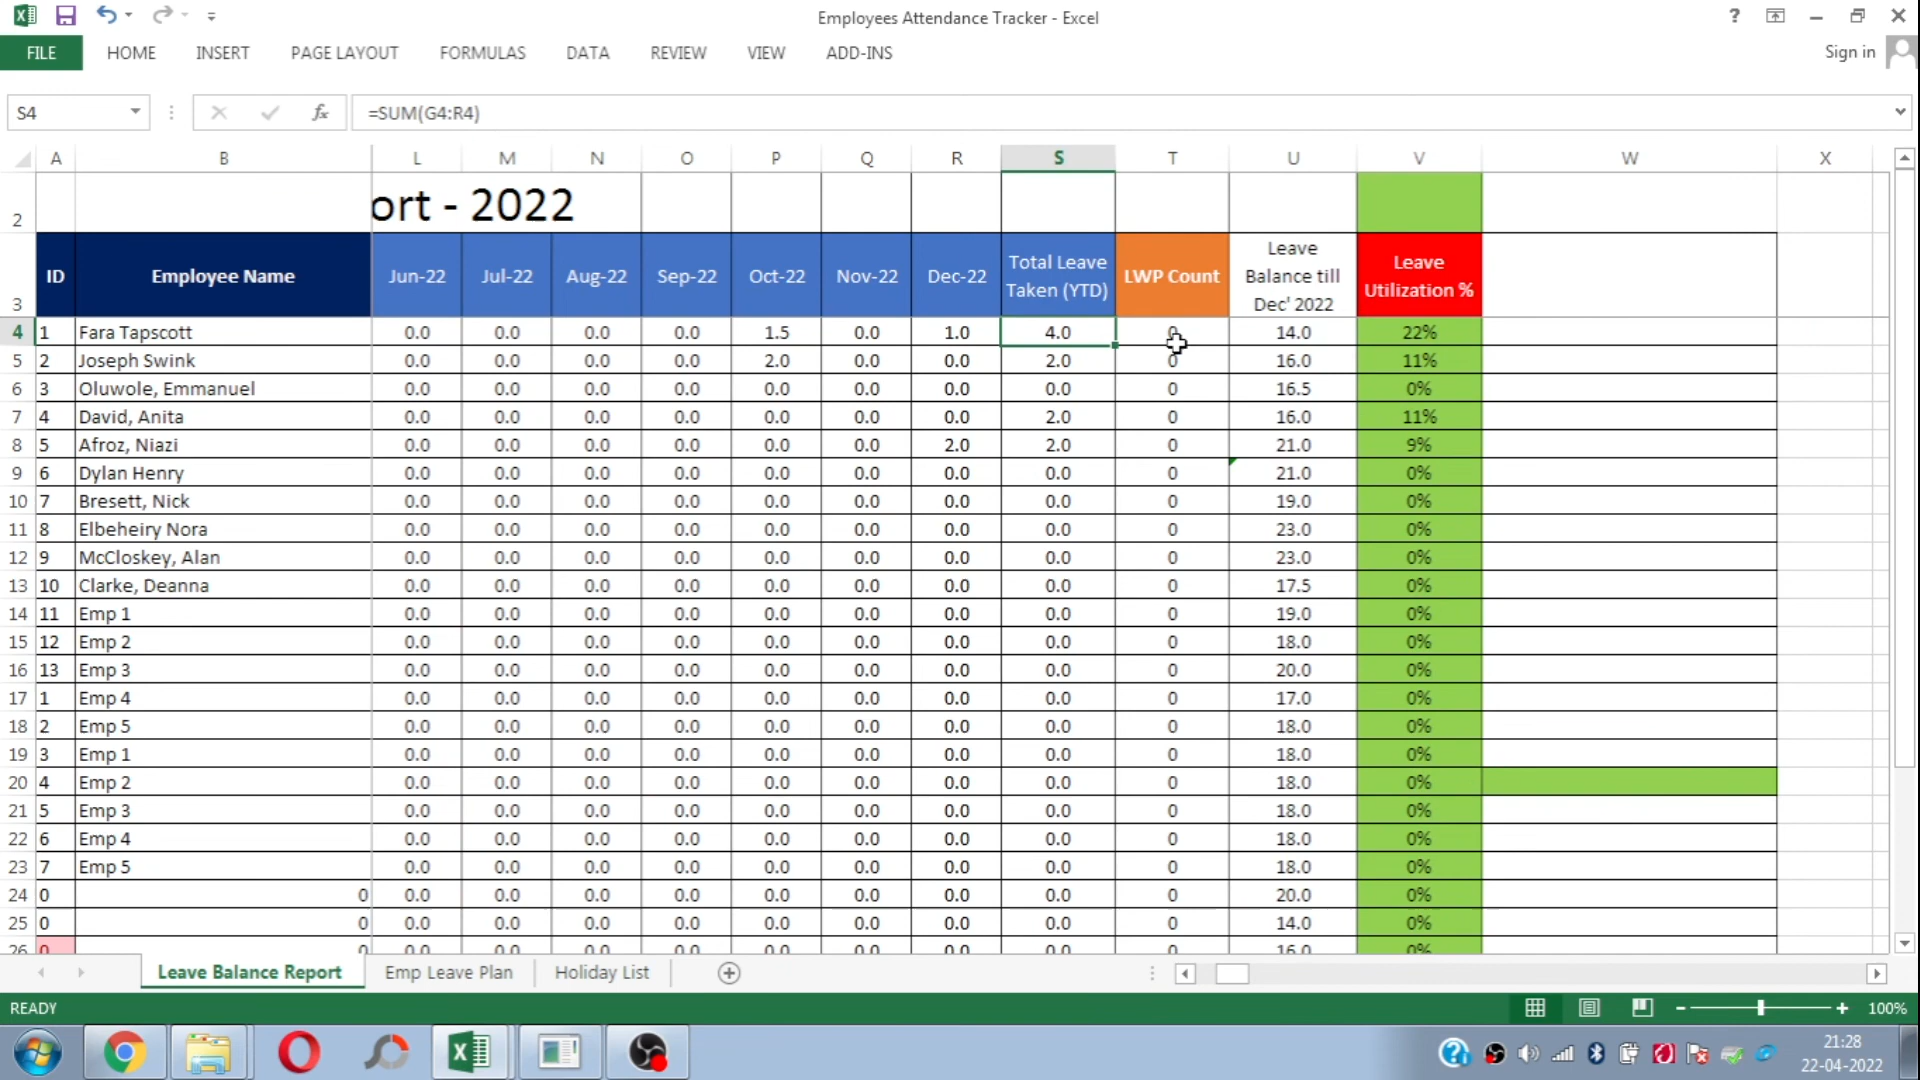 Employees Attendance Tracker - Excel
?
FILE HOME INSERT PAGE LAYOUT FORMULAS DATA REVIEW VIEW ADD-INS Sign in
S4 fx =SUM(G4:R4)
A B L M N O P Q R S T U V W X
2 ort - 2022
3 ID Employee Name Jun-22 Jul-22 Aug-22 Sep-22 Oct-22 Nov-22 Dec-22 Total Leave Taken (YTD) LWP Count Leave Balance till Dec' 2022 Leave Utilization %
4 1 Fara Tapscott 0.0 0.0 0.0 0.0 1.5 0.0 1.0 4.0 0 14.0 22%
5 2 Joseph Swink 0.0 0.0 0.0 0.0 2.0 0.0 0.0 2.0 0 16.0 11%
6 3 Oluwole, Emmanuel 0.0 0.0 0.0 0.0 0.0 0.0 0.0 0.0 0 16.5 0%
7 4 David, Anita 0.0 0.0 0.0 0.0 0.0 0.0 0.0 2.0 0 16.0 11%
8 5 Afroz, Niazi 0.0 0.0 0.0 0.0 0.0 0.0 2.0 2.0 0 21.0 9%
9 6 Dylan Henry 0.0 0.0 0.0 0.0 0.0 0.0 0.0 0.0 0 21.0 0%
10 7 Bresett, Nick 0.0 0.0 0.0 0.0 0.0 0.0 0.0 0.0 0 19.0 0%
11 8 Elbeheiry Nora 0.0 0.0 0.0 0.0 0.0 0.0 0.0 0.0 0 23.0 0%
12 9 McCloskey, Alan 0.0 0.0 0.0 0.0 0.0 0.0 0.0 0.0 0 23.0 0%
13 10 Clarke, Deanna 0.0 0.0 0.0 0.0 0.0 0.0 0.0 0.0 0 17.5 0%
14 11 Emp 1 0.0 0.0 0.0 0.0 0.0 0.0 0.0 0.0 0 19.0 0%
15 12 Emp 2 0.0 0.0 0.0 0.0 0.0 0.0 0.0 0.0 0 18.0 0%
16 13 Emp 3 0.0 0.0 0.0 0.0 0.0 0.0 0.0 0.0 0 20.0 0%
17 1 Emp 4 0.0 0.0 0.0 0.0 0.0 0.0 0.0 0.0 0 17.0 0%
18 2 Emp 5 0.0 0.0 0.0 0.0 0.0 0.0 0.0 0.0 0 18.0 0%
19 3 Emp 1 0.0 0.0 0.0 0.0 0.0 0.0 0.0 0.0 0 18.0 0%
20 4 Emp 2 0.0 0.0 0.0 0.0 0.0 0.0 0.0 0.0 0 18.0 0%
21 5 Emp 3 0.0 0.0 0.0 0.0 0.0 0.0 0.0 0.0 0 18.0 0%
22 6 Emp 4 0.0 0.0 0.0 0.0 0.0 0.0 0.0 0.0 0 18.0 0%
23 7 Emp 5 0.0 0.0 0.0 0.0 0.0 0.0 0.0 0.0 0 18.0 0%
24 0 0 0.0 0.0 0.0 0.0 0.0 0.0 0.0 0.0 0 20.0 0%
25 0 0 0.0 0.0 0.0 0.0 0.0 0.0 0.0 0.0 0 14.0 0%
26 0 0 0.0 0.0 0.0 0.0 0.0 0.0 0.0 0.0 0 16.0 0%
Leave Balance Report Emp Leave Plan Holiday List
READY 100%
21:28
22-04-2022